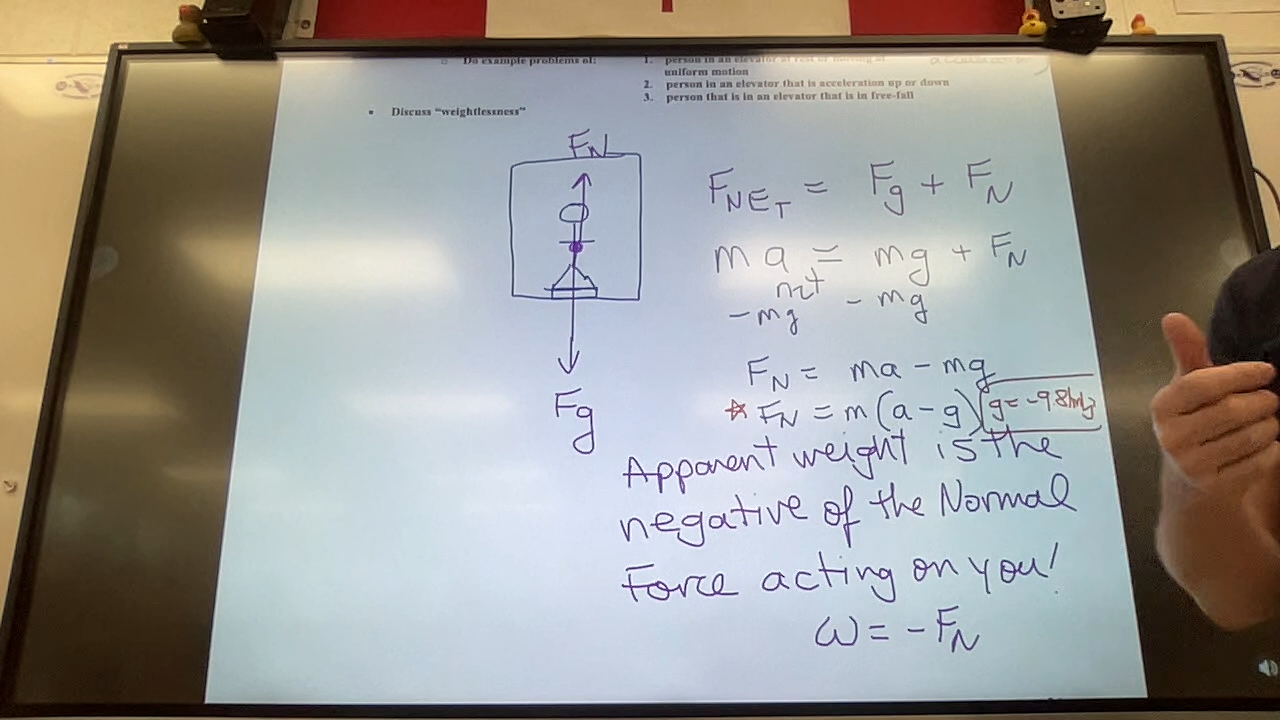 Do example problems of:
1. person in an elevator at rest or moving at
uniform motion
2. person in an elevator that is acceleration up or down
3. person that is in an elevator that is in free-fall
• Discuss “weightlessness”
FN
Fg
FNET = Fg + FN
ma = mg + FN
net
-mg - mg
FN = ma - mg
☆ FN = m(a - g) g = -9.81m/s²
Apparent weight is the
negative of the Normal
Force acting on you!
ω = -FN